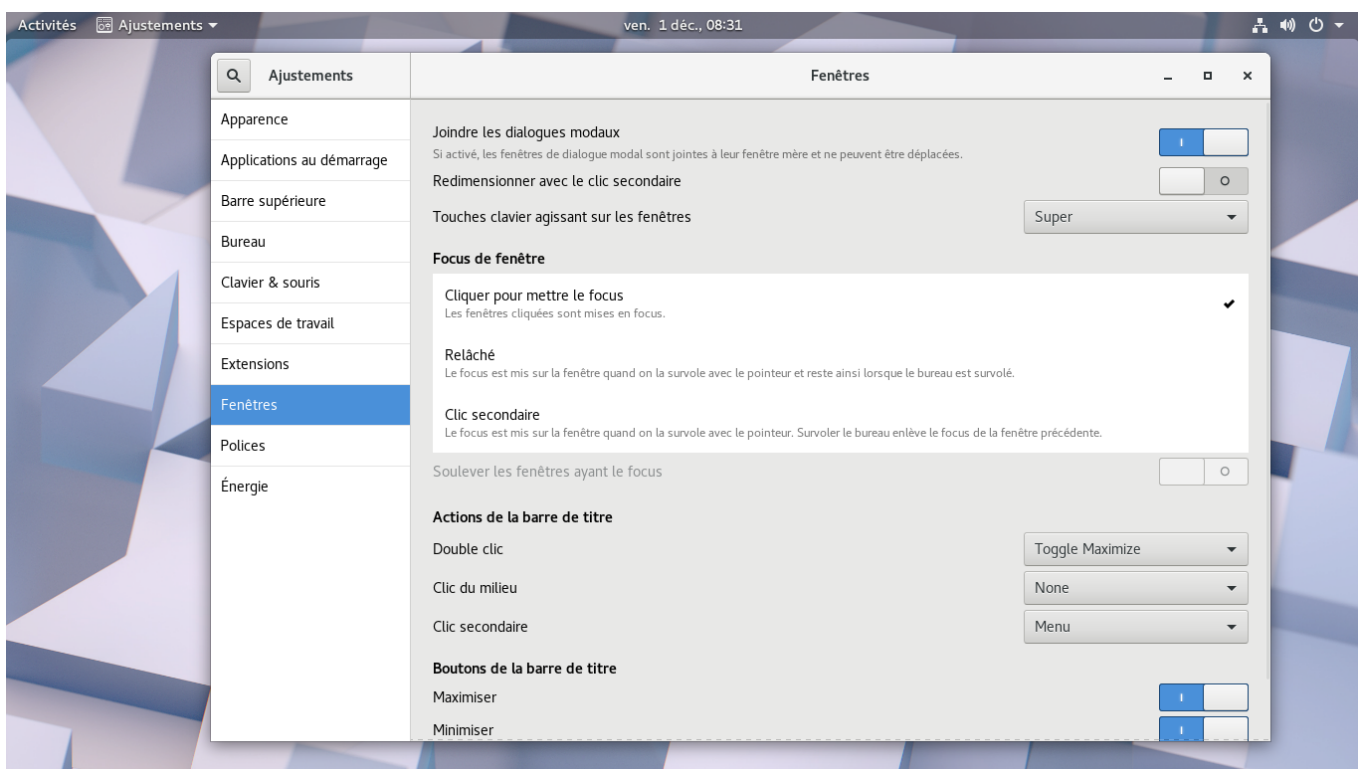 Activités Ajustements ven. 1 déc., 08:31
Ajustements Fenêtres
Apparence
Applications au démarrage
Barre supérieure
Bureau
Clavier & souris
Espaces de travail
Extensions
Fenêtres
Polices
Énergie
Joindre les dialogues modaux
Si activé, les fenêtres de dialogue modal sont jointes à leur fenêtre mère et ne peuvent être déplacées.
Redimensionner avec le clic secondaire
Touches clavier agissant sur les fenêtres Super
Focus de fenêtre
Cliquer pour mettre le focus
Les fenêtres cliquées sont mises en focus.
Relâché
Le focus est mis sur la fenêtre quand on la survole avec le pointeur et reste ainsi lorsque le bureau est survolé.
Clic secondaire
Le focus est mis sur la fenêtre quand on la survole avec le pointeur. Survoler le bureau enlève le focus de la fenêtre précédente.
Soulever les fenêtres ayant le focus
Actions de la barre de titre
Double clic Toggle Maximize
Clic du milieu None
Clic secondaire Menu
Boutons de la barre de titre
Maximiser
Minimiser